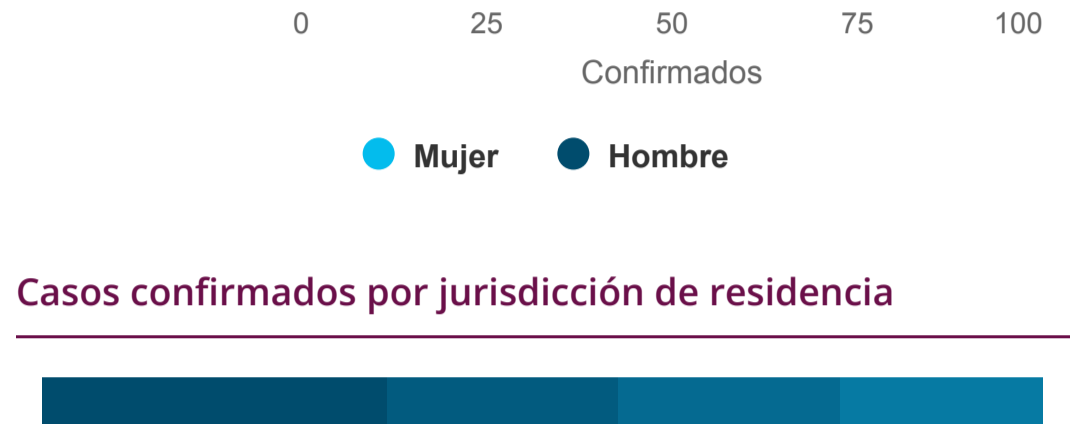 0 25 50 75 100
Confirmados
Mujer Hombre
Casos confirmados por jurisdicción de residencia